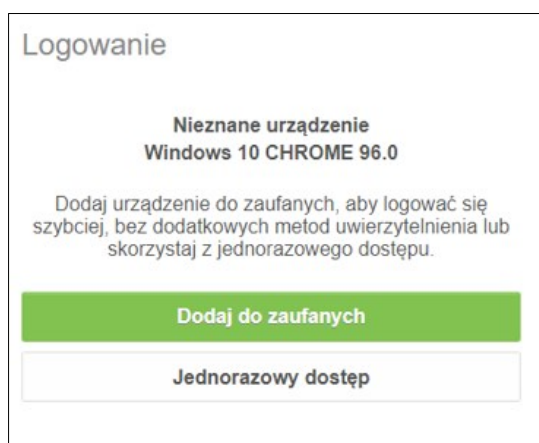 Logowanie
Nieznane urządzenie
Windows 10 CHROME 96.0
Dodaj urządzenie do zaufanych, aby logować się
szybciej, bez dodatkowych metod uwierzytelnienia lub
skorzystaj z jednorazowego dostępu.
Dodaj do zaufanych
Jednorazowy dostęp